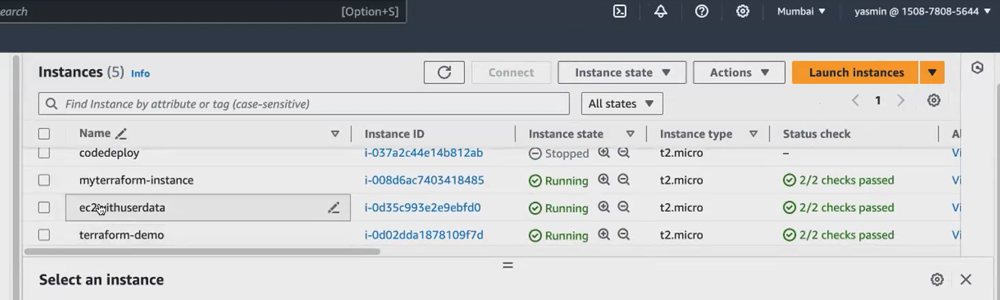 earch [Option+S] Mumbai yasmin @ 1508-7808-5644
Instances (5) Info Connect Instance state Actions Launch instances
Find Instance by attribute or tag (case-sensitive) All states 1
Name Instance ID Instance state Instance type Status check Al
codedeploy i-037a2c44e14b812ab Stopped t2.micro – Vi
myterraform-instance i-008d6ac7403418485 Running t2.micro 2/2 checks passed Vi
ec2withuserdata i-0d35c993e2e9ebfd0 Running t2.micro 2/2 checks passed Vi
terraform-demo i-0d02dda1878109f7d Running t2.micro 2/2 checks passed Vi
Select an instance